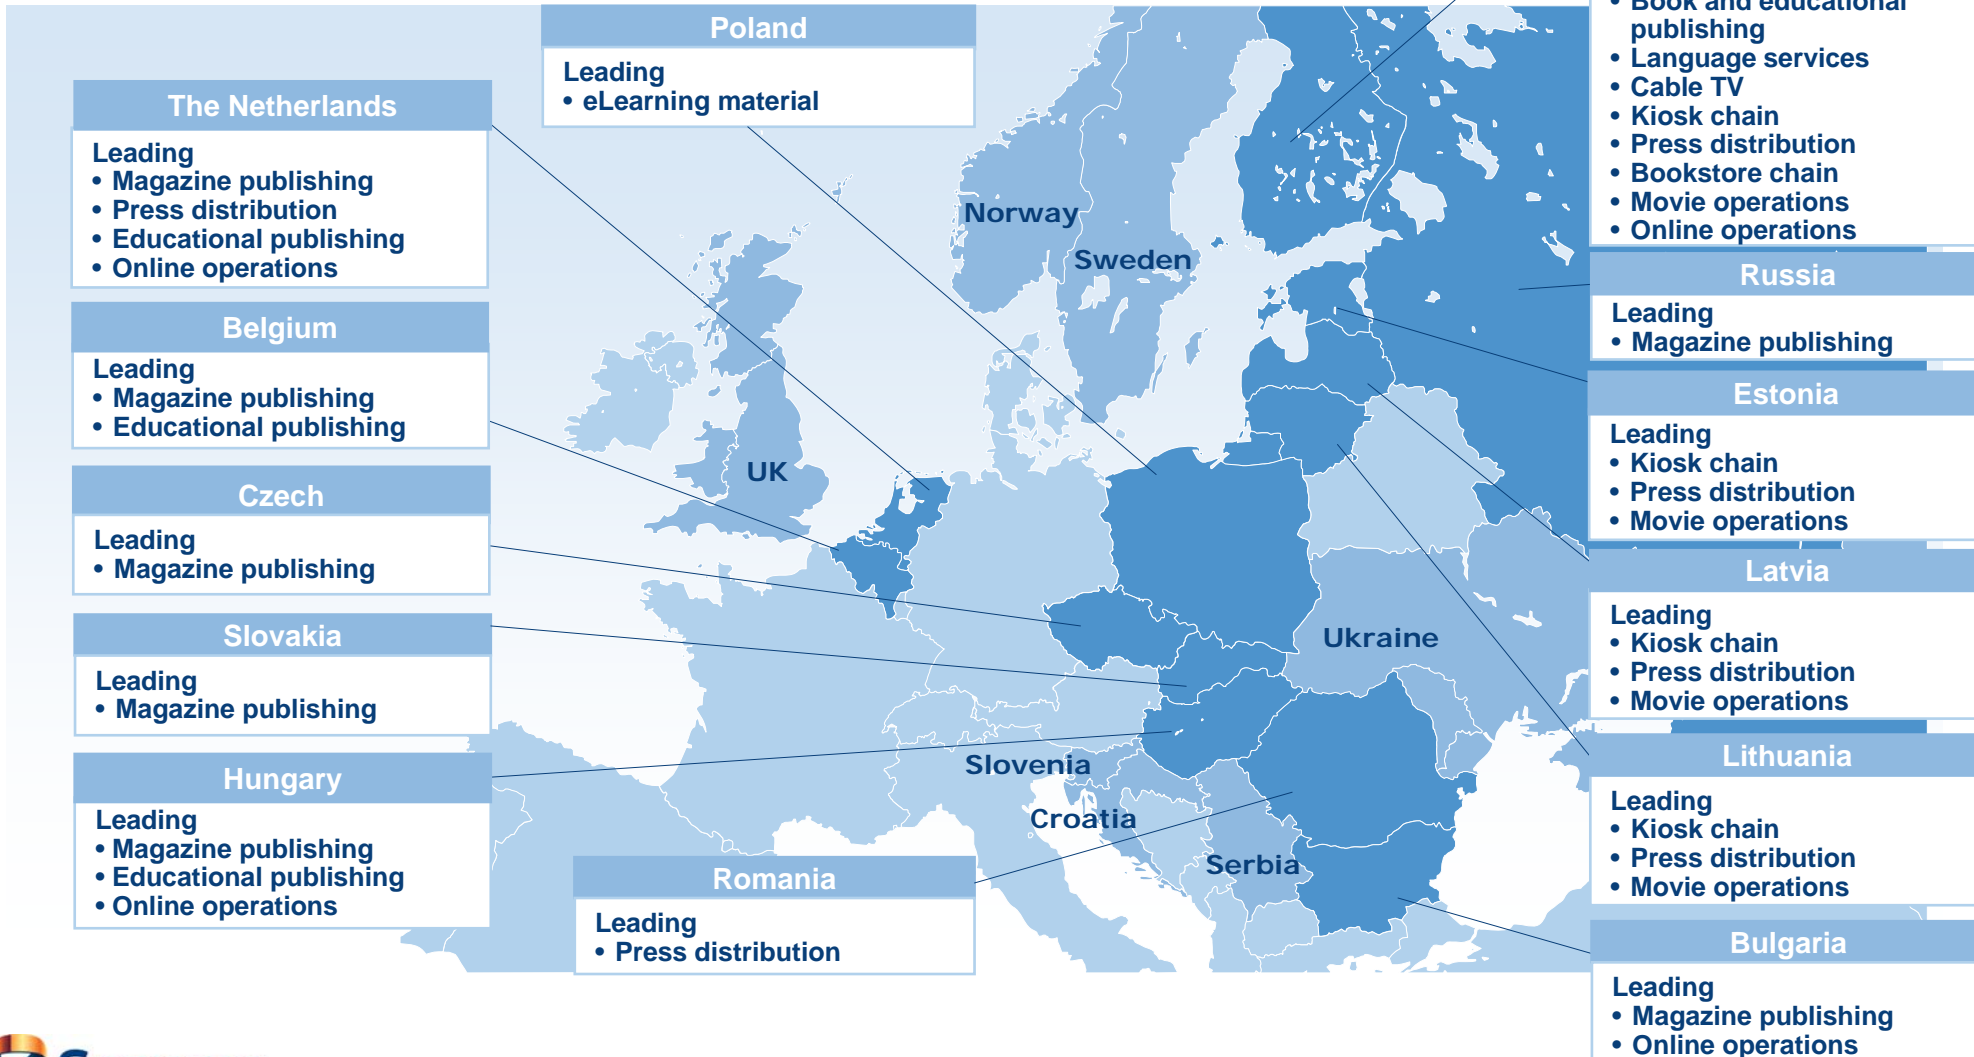 Poland
Leading
• eLearning material
The Netherlands
Leading
• Magazine publishing
• Press distribution
• Educational publishing
• Online operations
Belgium
Leading
• Magazine publishing
• Educational publishing
Czech
Leading
• Magazine publishing
Slovakia
Leading
• Magazine publishing
Hungary
Leading
• Magazine publishing
• Educational publishing
• Online operations
Romania
Leading
• Press distribution
Norway
Sweden
UK
Ukraine
Slovenia
Croatia
Serbia
• Book and educational
publishing
• Language services
• Cable TV
• Kiosk chain
• Press distribution
• Bookstore chain
• Movie operations
• Online operations
Russia
Leading
• Magazine publishing
Estonia
Leading
• Kiosk chain
• Press distribution
• Movie operations
Latvia
Leading
• Kiosk chain
• Press distribution
• Movie operations
Lithuania
Leading
• Kiosk chain
• Press distribution
• Movie operations
Bulgaria
Leading
• Magazine publishing
• Online operations